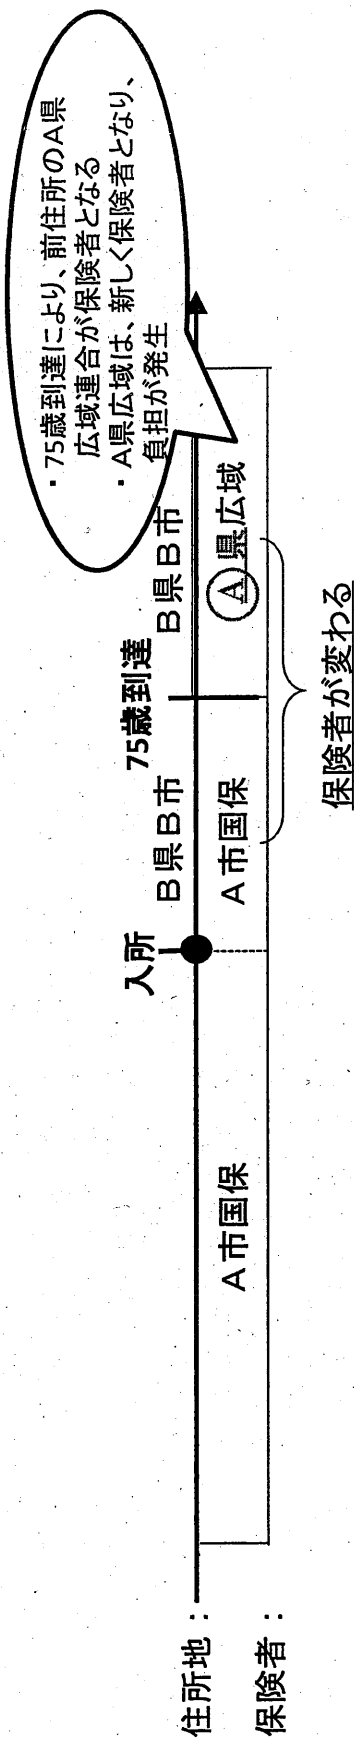 ・75歳到達により、前住所のA県
広域連合が保険者となる
・A県広域は、新しく保険者となり、
負担が発生
入所
75歳到達
住所地：
B県B市
B県B市
保険者：
A市国保
A市国保
A県広域
保険者が変わる